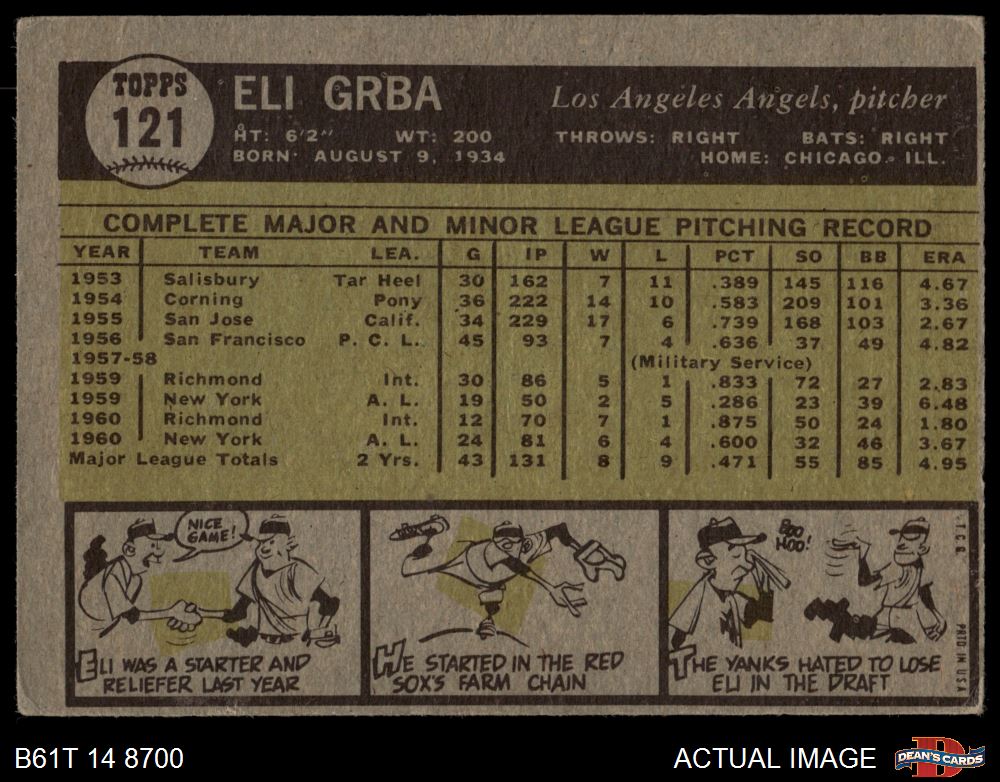 TOPPS
121
ELI GRBA
Los Angeles Angels, pitcher
HT: 6'2" WT: 200 THROWS: RIGHT BATS: RIGHT
BORN: AUGUST 9, 1934 HOME: CHICAGO, ILL.
COMPLETE MAJOR AND MINOR LEAGUE PITCHING RECORD
YEAR TEAM LEA. G IP W L PCT SO BB ERA
1953 Salisbury Tar Heel 30 162 7 11 .389 145 116 4.67
1954 Corning Pony 36 222 14 10 .583 209 101 3.36
1955 San Jose Calif. 34 229 17 6 .739 168 103 2.67
1956 San Francisco P. C. L. 45 93 7 4 .636 37 49 4.82
1957-58 (Military Service)
1959 Richmond Int. 30 86 5 1 .833 72 27 2.83
1959 New York A. L. 19 50 2 5 .286 23 39 6.48
1960 Richmond Int. 12 70 7 1 .875 50 24 1.80
1960 New York A. L. 24 81 6 4 .600 32 46 3.67
Major League Totals 2 Yrs. 43 131 8 9 .471 55 85 4.95
NICE
GAME!
ELI WAS A STARTER AND
RELIEFER LAST YEAR
HE STARTED IN THE RED
SOX'S FARM CHAIN
BOO
HOO!
THE YANKS HATED TO LOSE
ELI IN THE DRAFT
T.C.G.
PRTD IN U.S.A.
B61T 14 8700
ACTUAL IMAGE
DEAN'S CARDS